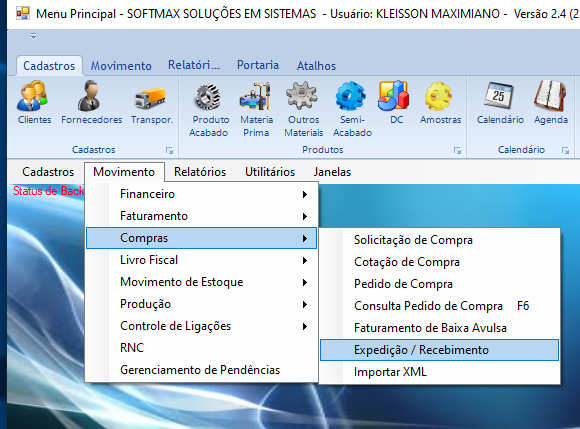 Menu Principal - SOFTMAX SOLUÇÕES EM SISTEMAS - Usuário: KLEISSON MAXIMIANO - Versão 2.4 (2
Cadastros Movimento Relatóri... Portaria Atalhos
Clientes Fornecedores Transpor. Produto Acabado Materia Prima Outros Materiais Semi-Acabado DC Amostras Calendário Agenda
Cadastros Produtos Calendário
Cadastros Movimento Relatórios Utilitários Janelas
Status de Back
Financeiro
Faturamento
Compras
Livro Fiscal
Movimento de Estoque
Produção
Controle de Ligações
RNC
Gerenciamento de Pendências
Solicitação de Compra
Cotação de Compra
Pedido de Compra
Consulta Pedido de Compra F6
Faturamento de Baixa Avulsa
Expedição / Recebimento
Importar XML